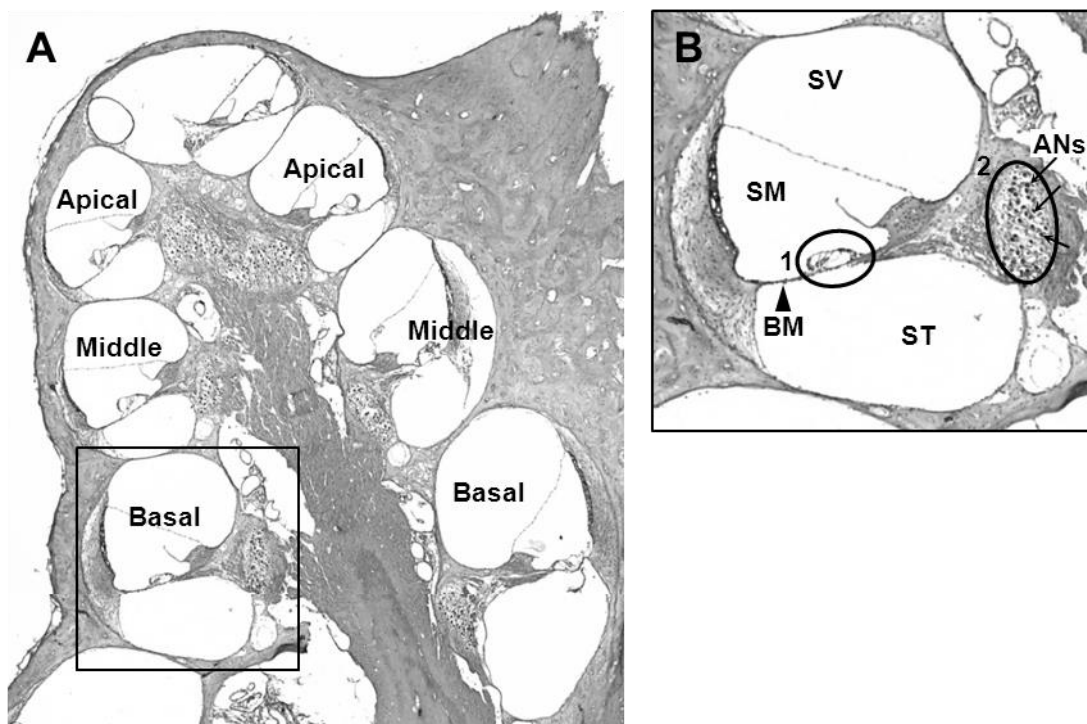 A
Apical
Apical
Middle
Middle
Basal
Basal
B
SV
ANs
2
SM
1
BM
ST